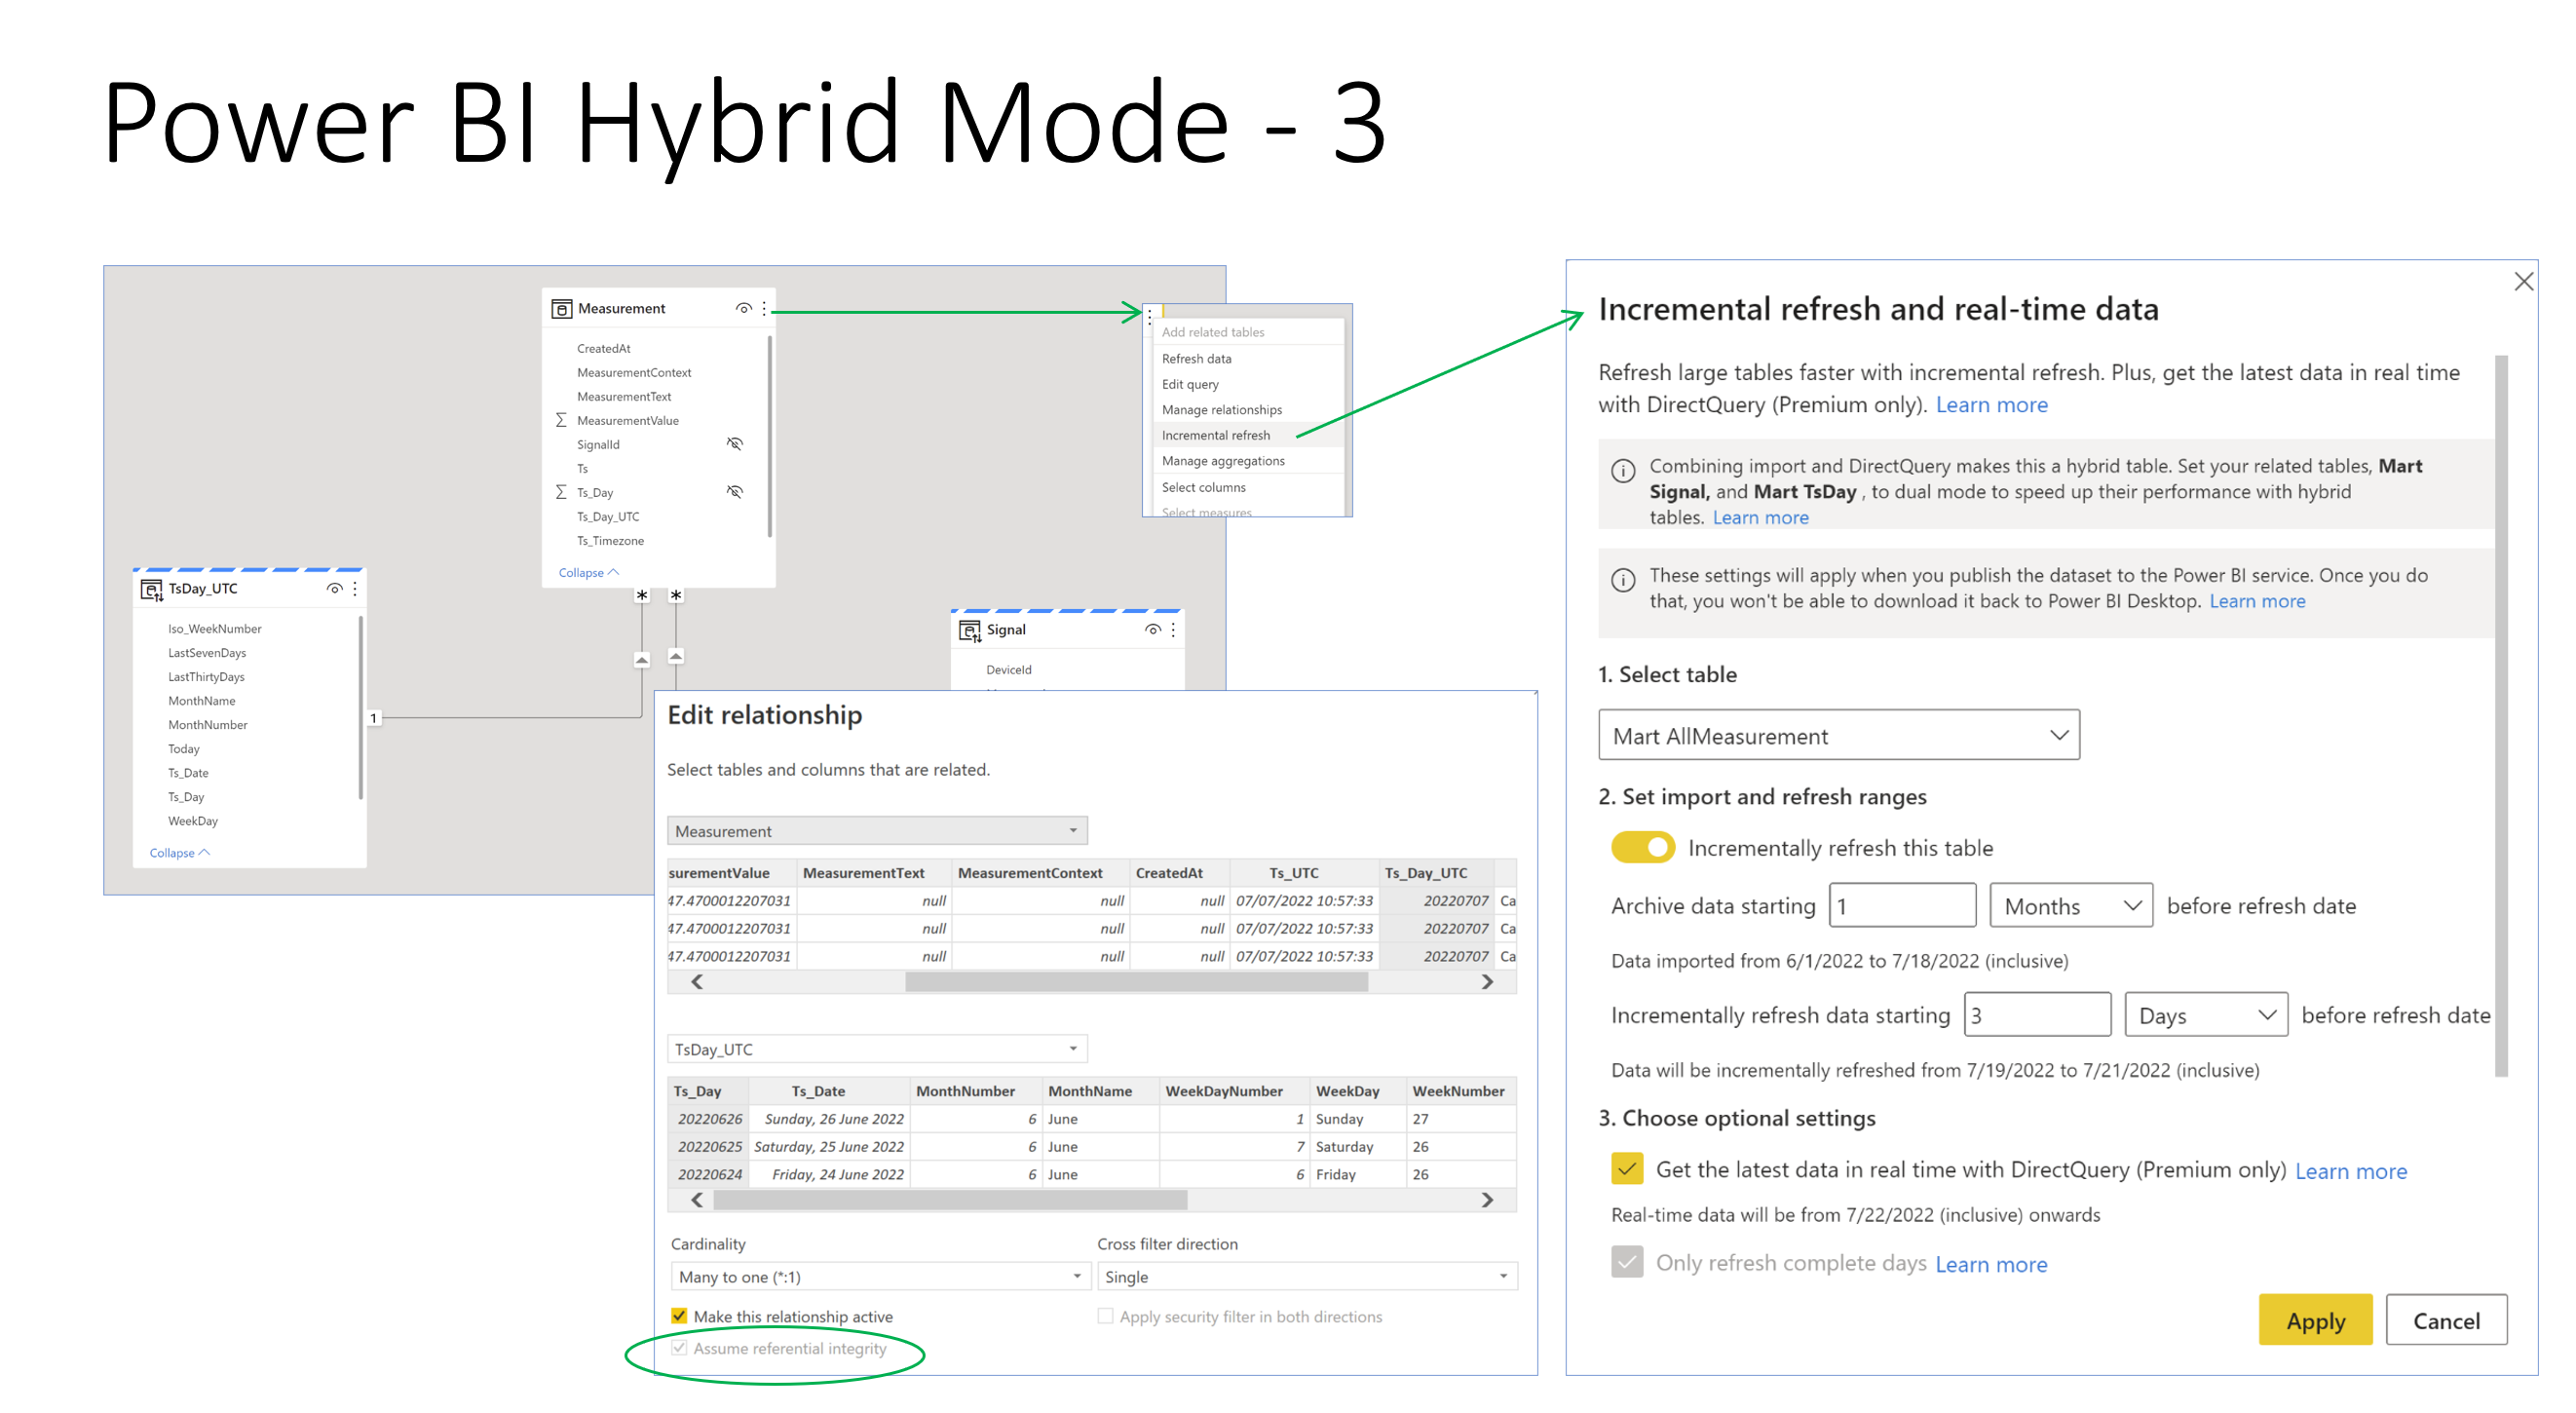 Power BI Hybrid Mode - 3
Measurement
CreatedAt
MeasurementContext
MeasurementText
MeasurementValue
SignalId
Ts
Ts_Day
Ts_Day_UTC
Ts_Timezone
Collapse
TsDay_UTC
Iso_WeekNumber
LastSevenDays
LastThirtyDays
MonthName
MonthNumber
Today
Ts_Date
Ts_Day
WeekDay
Collapse
1
* *
Signal
DeviceId
Add related tables
Refresh data
Edit query
Manage relationships
Incremental refresh
Manage aggregations
Select columns
Select measures
Edit relationship
Select tables and columns that are related.
Measurement
surementValue MeasurementText MeasurementContext CreatedAt Ts_UTC Ts_Day_UTC
47.4700012207031 null null null 07/07/2022 10:57:33 20220707 Ca
47.4700012207031 null null null 07/07/2022 10:57:33 20220707 Ca
47.4700012207031 null null null 07/07/2022 10:57:33 20220707 Ca
TsDay_UTC
Ts_Day Ts_Date MonthNumber MonthName WeekDayNumber WeekDay WeekNumber
20220626 Sunday, 26 June 2022 6 June 1 Sunday 27
20220625 Saturday, 25 June 2022 6 June 7 Saturday 26
20220624 Friday, 24 June 2022 6 June 6 Friday 26
Cardinality Cross filter direction
Many to one (*:1) Single
Make this relationship active Apply security filter in both directions
Assume referential integrity
Incremental refresh and real-time data
Refresh large tables faster with incremental refresh. Plus, get the latest data in real time
with DirectQuery (Premium only). Learn more
Combining import and DirectQuery makes this a hybrid table. Set your related tables, Mart
Signal, and Mart TsDay , to dual mode to speed up their performance with hybrid
tables. Learn more
These settings will apply when you publish the dataset to the Power BI service. Once you do
that, you won't be able to download it back to Power BI Desktop. Learn more
1. Select table
Mart AllMeasurement
2. Set import and refresh ranges
Incrementally refresh this table
Archive data starting 1 Months before refresh date
Data imported from 6/1/2022 to 7/18/2022 (inclusive)
Incrementally refresh data starting 3 Days before refresh date
Data will be incrementally refreshed from 7/19/2022 to 7/21/2022 (inclusive)
3. Choose optional settings
Get the latest data in real time with DirectQuery (Premium only) Learn more
Real-time data will be from 7/22/2022 (inclusive) onwards
Only refresh complete days Learn more
Apply Cancel